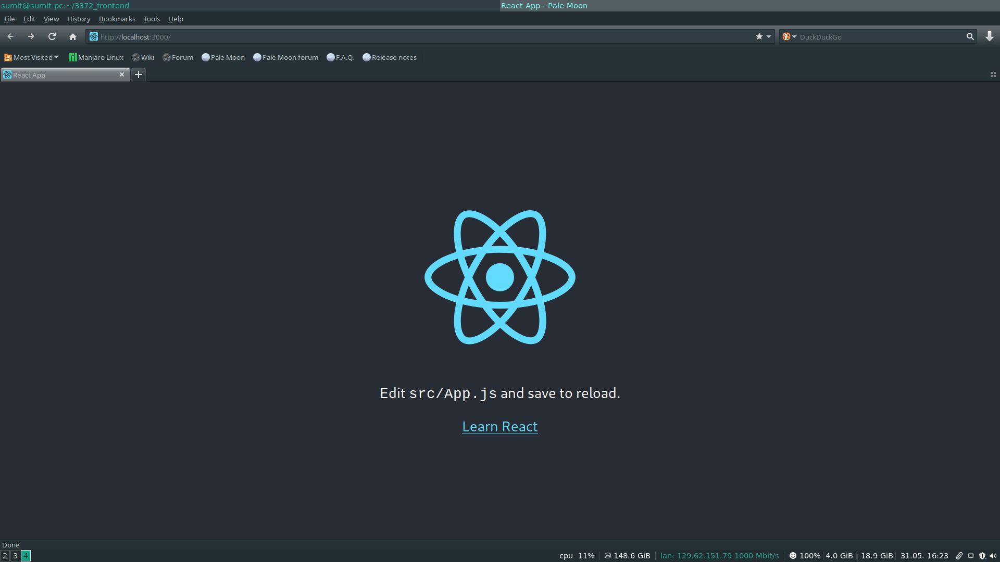 sumit@sumit-pc:~/3372_frontend React App - Pale Moon
File Edit View History Bookmarks Tools Help
http://localhost:3000/ DuckDuckGo
Most Visited Manjaro Linux Wiki Forum Pale Moon Pale Moon forum F.A.Q. Release notes
React App
Edit src/App.js and save to reload.
Learn React
Done
2 3 4 cpu 11% 148.6 GiB lan: 129.62.151.79 1000 Mbit/s 100% 4.0 GiB | 18.9 GiB 31.05. 16:23